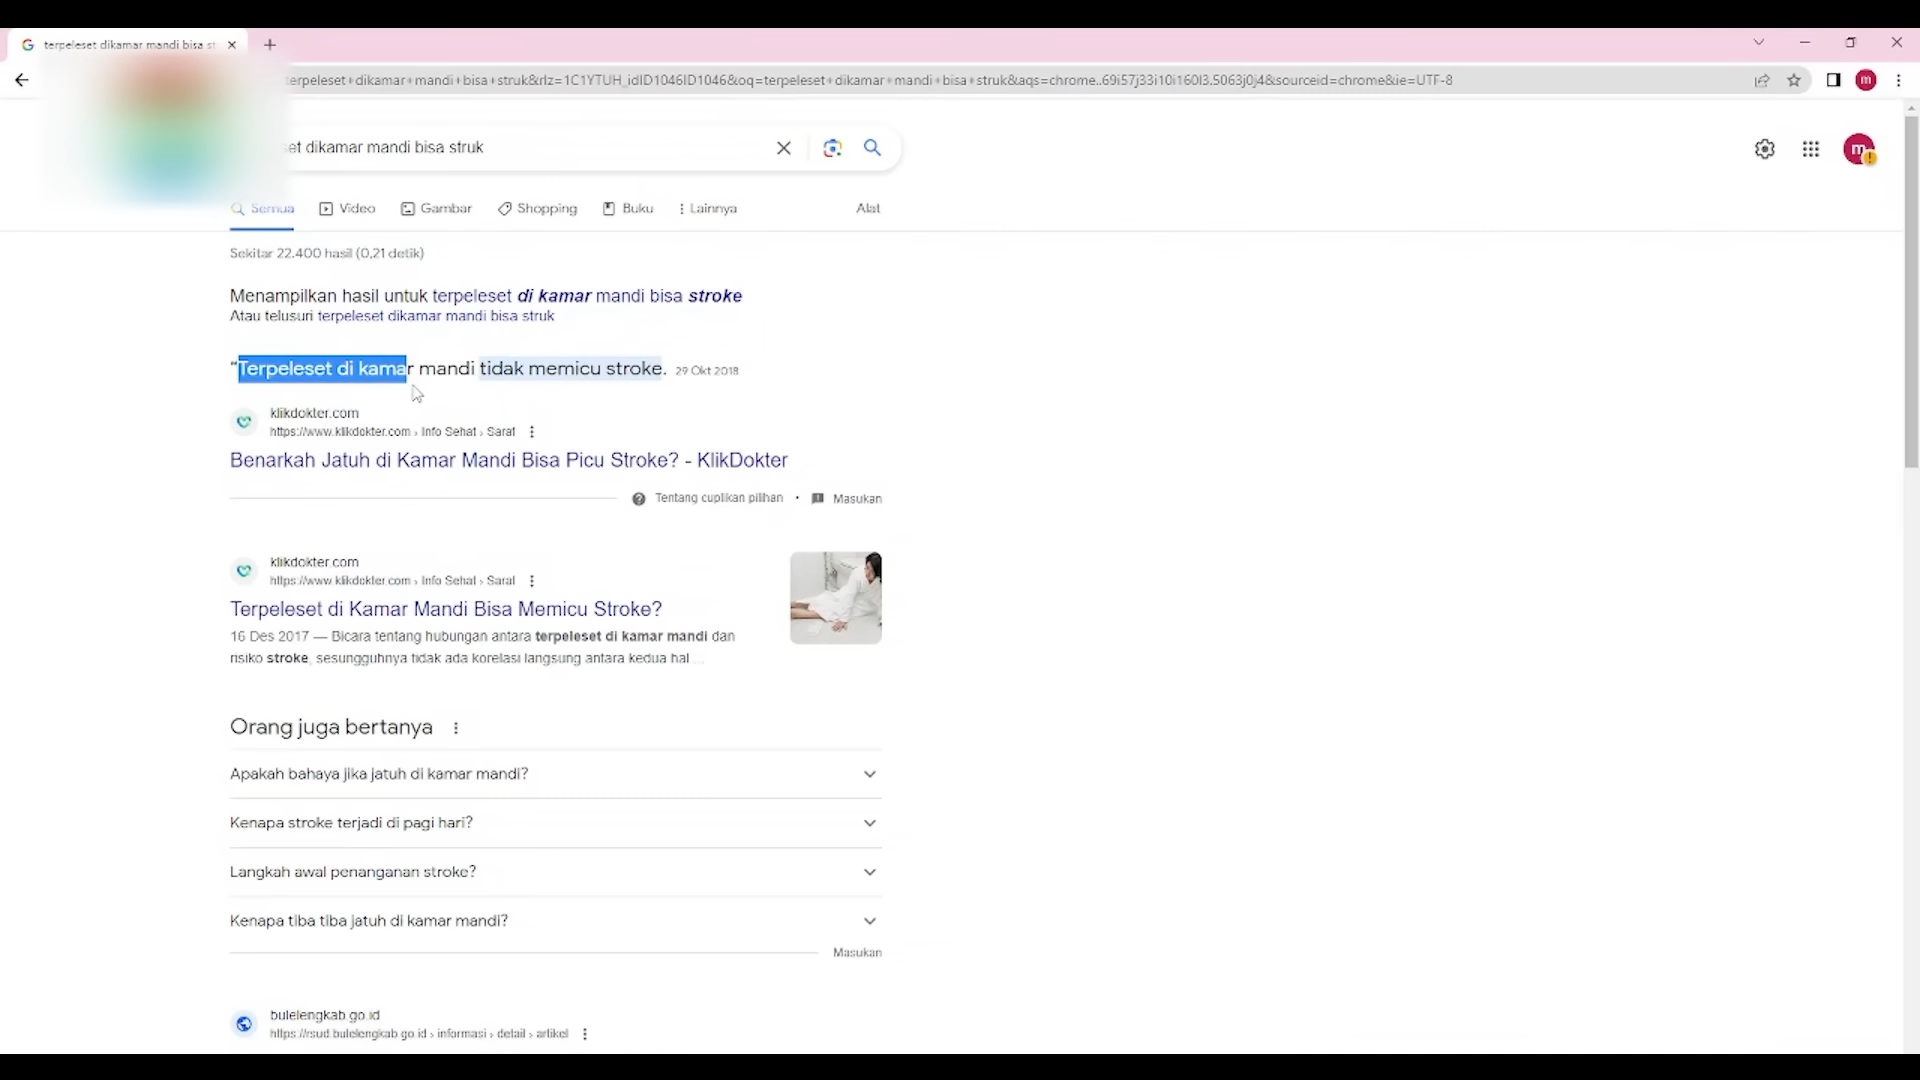 terpeleset dikamar mandi bisa st
terpeleset+dikamar+mandi+bisa+struk&rlz=1C1YTUH_idID1046ID1046&oq=terpeleset+dikamar+mandi+bisa+struk&aqs=chrome..69i57j33i10i160l3.5063j0j4&sourceid=chrome&ie=UTF-8
m
set dikamar mandi bisa struk
m
Semua Video Gambar Shopping Buku Lainnya Alat
Sekitar 22.400 hasil (0,21 detik)
Menampilkan hasil untuk terpeleset di kamar mandi bisa stroke
Atau telusuri terpeleset dikamar mandi bisa struk
“Terpeleset di kamar mandi tidak memicu stroke. 29 Okt 2018
klikdokter.com
https://www.klikdokter.com › Info Sehat › Saraf
Benarkah Jatuh di Kamar Mandi Bisa Picu Stroke? - KlikDokter
Tentang cuplikan pilihan • Masukan
klikdokter.com
https://www.klikdokter.com › Info Sehat › Saraf
Terpeleset di Kamar Mandi Bisa Memicu Stroke?
16 Des 2017 — Bicara tentang hubungan antara terpeleset di kamar mandi dan
risiko stroke, sesungguhnya tidak ada korelasi langsung antara kedua hal ...
Orang juga bertanya
Apakah bahaya jika jatuh di kamar mandi?
Kenapa stroke terjadi di pagi hari?
Langkah awal penanganan stroke?
Kenapa tiba tiba jatuh di kamar mandi?
Masukan
bulelengkab.go.id
https://rsud.bulelengkab.go.id › informasi › detail › artikel